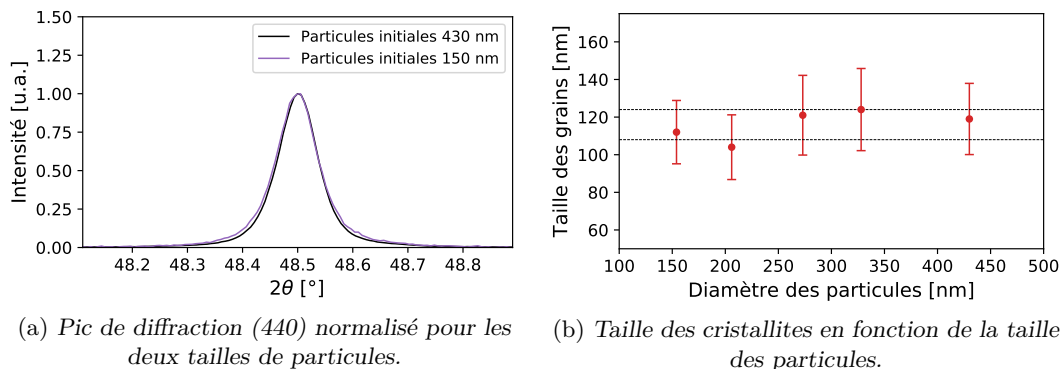 1.50
1.25
1.00
0.75
0.50
0.25
0.00
Intensité [u.a.]
Particules initiales 430 nm
Particules initiales 150 nm
48.2 48.3 48.4 48.5 48.6 48.7 48.8
2θ [°]
(a) Pic de diffraction (440) normalisé pour les
deux tailles de particules.
160
140
120
100
80
60
Taille des grains [nm]
100 150 200 250 300 350 400 450 500
Diamètre des particules [nm]
(b) Taille des cristallites en fonction de la taille
des particules.